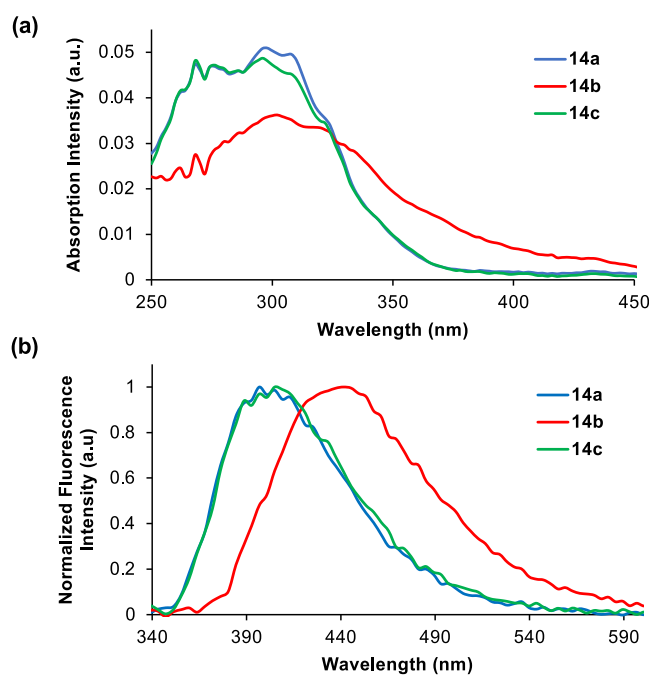 (a)
Absorption Intensity (a.u.)
0.05
0.04
0.03
0.02
0.01
0
250
300
350
400
450
Wavelength (nm)
14a
14b
14c
(b)
Normalized Fluorescence
Intensity (a.u)
1
0.8
0.6
0.4
0.2
0
340
390
440
490
540
590
Wavelength (nm)
14a
14b
14c